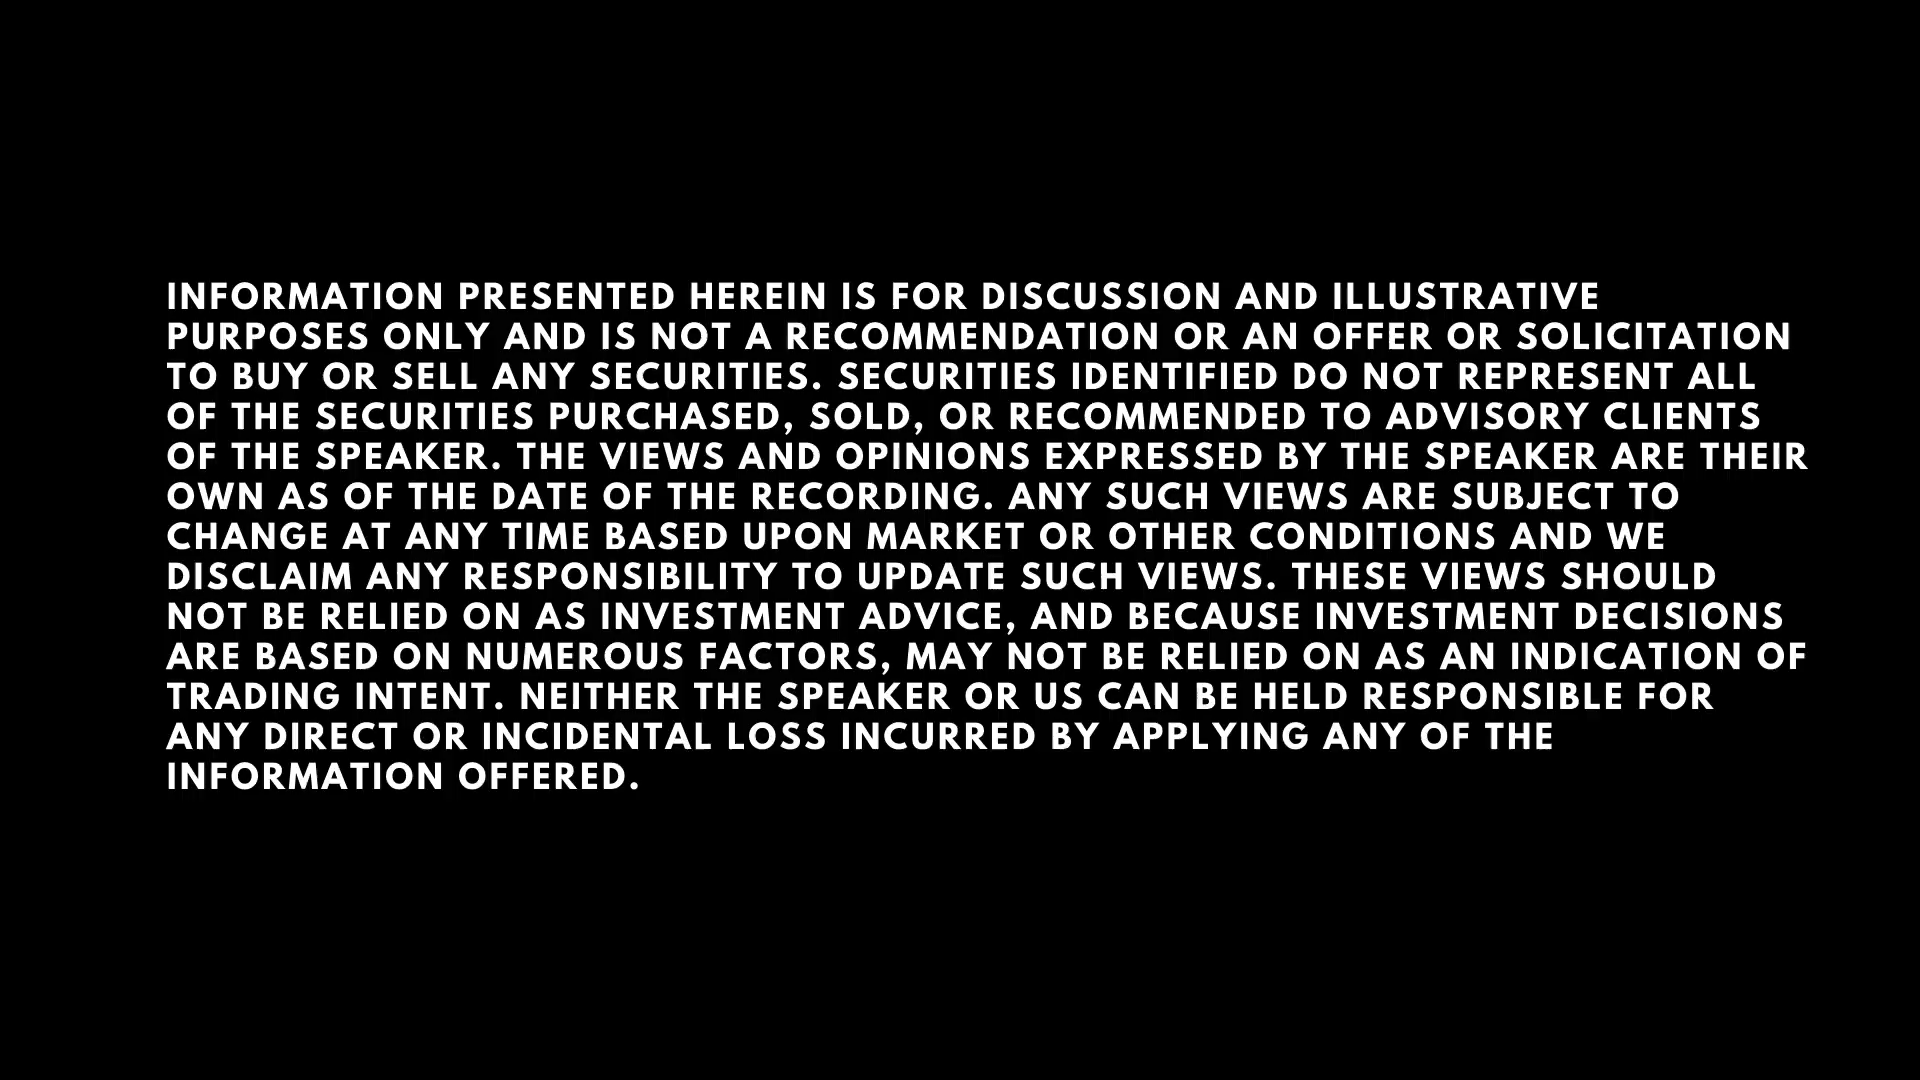 INFORMATION PRESENTED HEREIN IS FOR DISCUSSION AND ILLUSTRATIVE
PURPOSES ONLY AND IS NOT A RECOMMENDATION OR AN OFFER OR SOLICITATION
TO BUY OR SELL ANY SECURITIES. SECURITIES IDENTIFIED DO NOT REPRESENT ALL
OF THE SECURITIES PURCHASED, SOLD, OR RECOMMENDED TO ADVISORY CLIENTS
OF THE SPEAKER. THE VIEWS AND OPINIONS EXPRESSED BY THE SPEAKER ARE THEIR
OWN AS OF THE DATE OF THE RECORDING. ANY SUCH VIEWS ARE SUBJECT TO
CHANGE AT ANY TIME BASED UPON MARKET OR OTHER CONDITIONS AND WE
DISCLAIM ANY RESPONSIBILITY TO UPDATE SUCH VIEWS. THESE VIEWS SHOULD
NOT BE RELIED ON AS INVESTMENT ADVICE, AND BECAUSE INVESTMENT DECISIONS
ARE BASED ON NUMEROUS FACTORS, MAY NOT BE RELIED ON AS AN INDICATION OF
TRADING INTENT. NEITHER THE SPEAKER OR US CAN BE HELD RESPONSIBLE FOR
ANY DIRECT OR INCIDENTAL LOSS INCURRED BY APPLYING ANY OF THE
INFORMATION OFFERED.